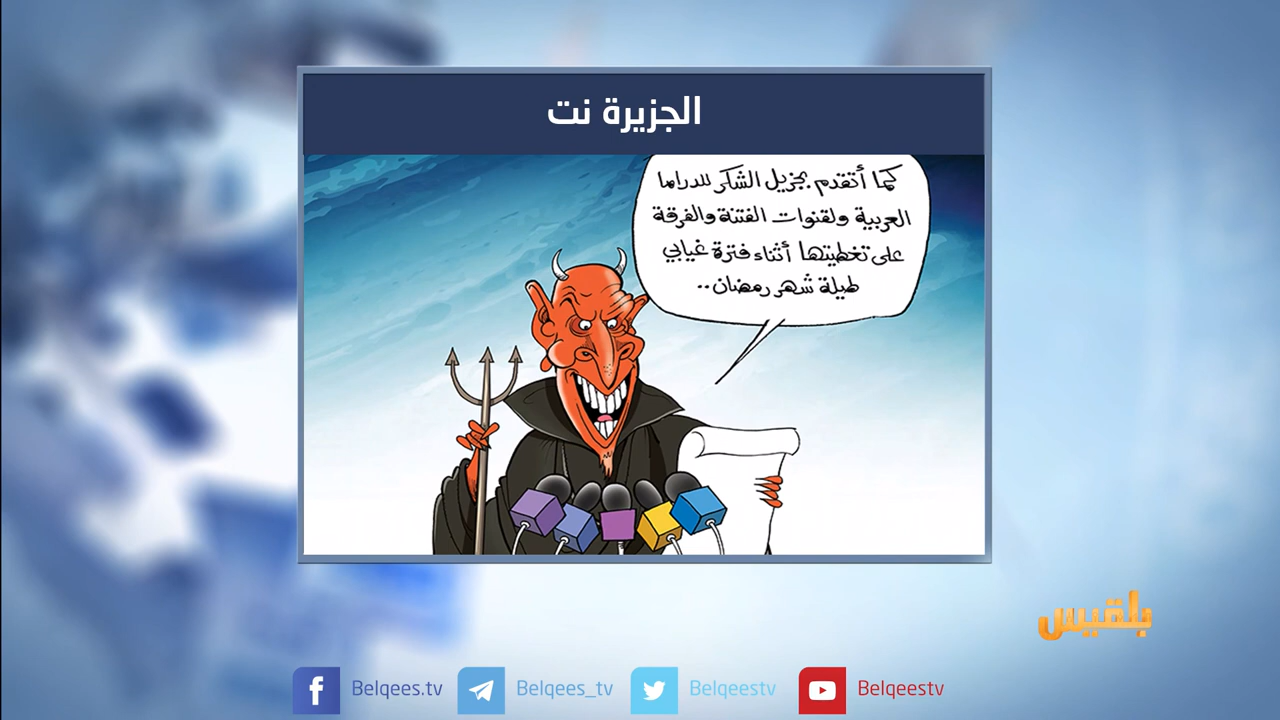 الجزيرة نت
كما أتقدم بجزيل الشكر للدراما
العربية ولقنوات الفتنة والفرقة
على تغطيتها أثناء فترة غيابي
طيلة شهر رمضان..
بلقيس
Belqees.tv
Belqees_tv
Belqeestv
Belqeestv